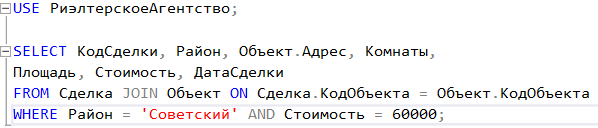 USE РиэлтерскоеАгентство;
SELECT КодСделки, Район, Объект.Адрес, Комнаты,
Площадь, Стоимость, ДатаСделки
FROM Сделка JOIN Объект ON Сделка.КодОбъекта = Объект.КодОбъекта
WHERE Район = 'Советский' AND Стоимость = 60000;